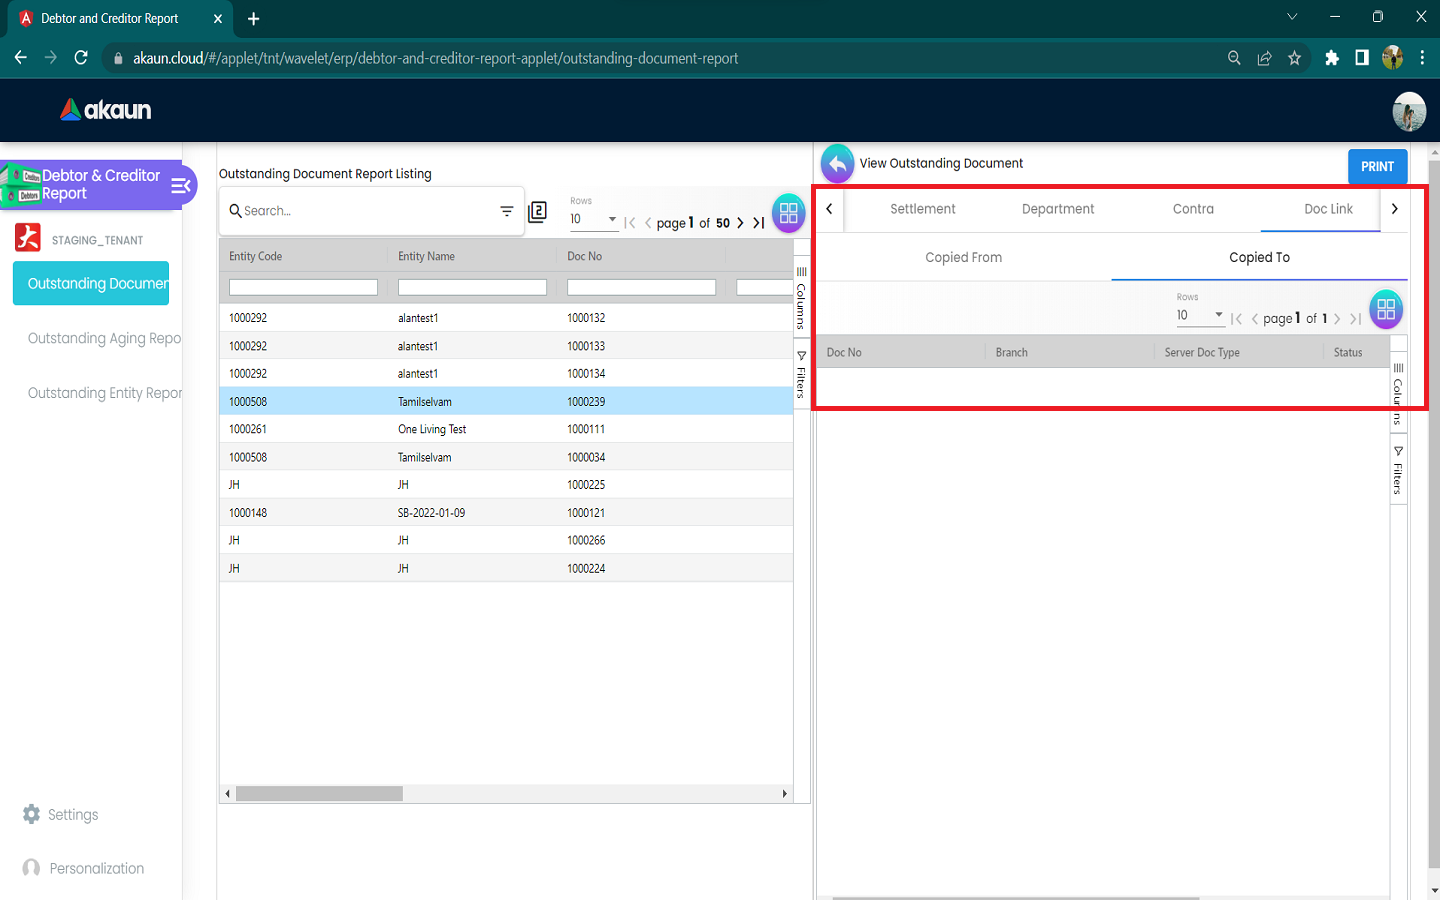 Debtor and Creditor Report
akaun.cloud/#/applet/tnt/wavelet/erp/debtor-and-creditor-report-applet/outstanding-document-report
akaun
Creditors
Debtors
Debtor & Creditor
Report
STAGING_TENANT
Outstanding Documen
Outstanding Aging Repo
Outstanding Entity Repor
Settings
Personalization
Outstanding Document Report Listing
Search...
2
Rows
10
page 1 of 50
Entity Code Entity Name Doc No
1000292 alantest1 1000132
1000292 alantest1 1000133
1000292 alantest1 1000134
1000508 Tamilselvam 1000239
1000261 One Living Test 1000111
1000508 Tamilselvam 1000034
JH JH 1000225
1000148 SB-2022-01-09 1000121
JH JH 1000266
JH JH 1000224
Columns
Filters
View Outstanding Document
PRINT
Settlement Department Contra Doc Link
Copied From Copied To
Rows
10
page 1 of 1
Doc No Branch Server Doc Type Status
Columns
Filters